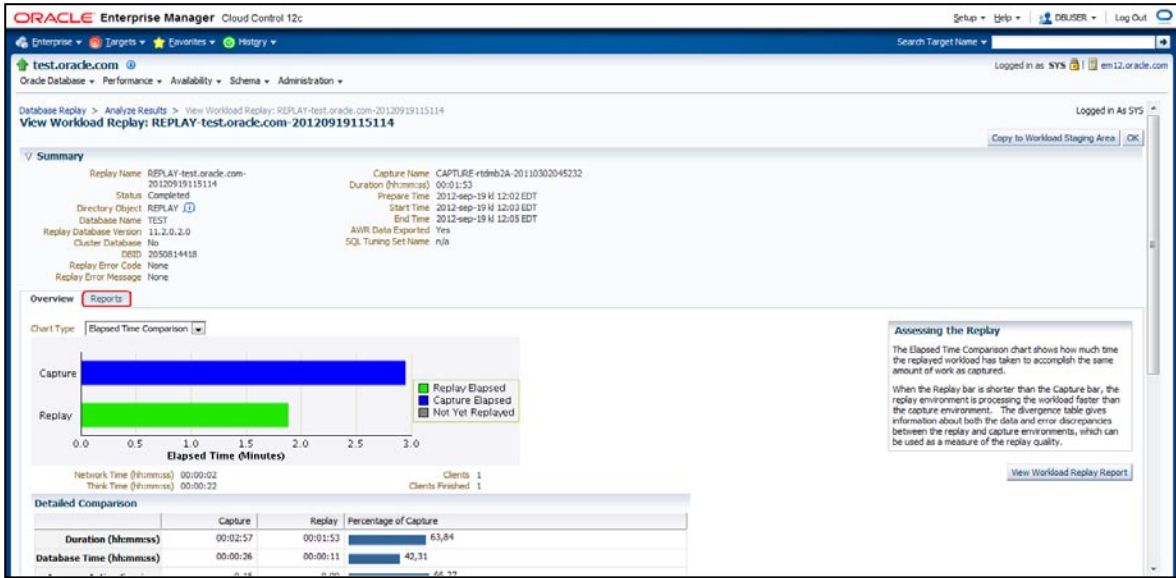 ORACLE Enterprise Manager Cloud Control 12c
Setup Help DBUSER Log Out
Enterprise Targets Favorites History
Search Target Name
test.oracle.com
Logged in as SYS em12.oracle.com
Oracle Database Performance Availability Schema Administration
Database Replay > Analyze Results > View Workload Replay: REPLAY-test.oracle.com-20120919115114
Logged in As SYS
View Workload Replay: REPLAY-test.oracle.com-20120919115114
Copy to Workload Staging Area OK
Summary
Replay Name REPLAY-test.oracle.com-20120919115114
Status Completed
Directory Object REPLAY
Database Name TEST
Replay Database Version 11.2.0.2.0
Cluster Database No
DBID 2050814418
Replay Error Code None
Replay Error Message None
Capture Name CAPTURE-rtdmb2A-20110302045232
Duration (hh:mm:ss) 00:01:53
Prepare Time 2012-sep-19 kl 12:02 EDT
Start Time 2012-sep-19 kl 12:03 EDT
End Time 2012-sep-19 kl 12:05 EDT
AWR Data Exported Yes
SQL Tuning Set Name n/a
Overview Reports
Chart Type Elapsed Time Comparison
Capture
Replay
Replay Elapsed
Capture Elapsed
Not Yet Replayed
0.0 0.5 1.0 1.5 2.0 2.5 3.0
Elapsed Time (Minutes)
Network Time (hh:mm:ss) 00:00:02
Think Time (hh:mm:ss) 00:00:22
Clients 1
Clients Finished 1
Assessing the Replay
The Elapsed Time Comparison chart shows how much time
the replayed workload has taken to accomplish the same
amount of work as captured.
When the Replay bar is shorter than the Capture bar, the
replay environment is processing the workload faster than
the capture environment. The divergence table gives
information about both the data and error discrepancies
between the replay and capture environments, which can
be used as a measure of the replay quality.
View Workload Replay Report
Detailed Comparison
Capture Replay Percentage of Capture
Duration (hh:mm:ss) 00:02:57 00:01:53 63,84
Database Time (hh:mm:ss) 00:00:26 00:00:11 42,31